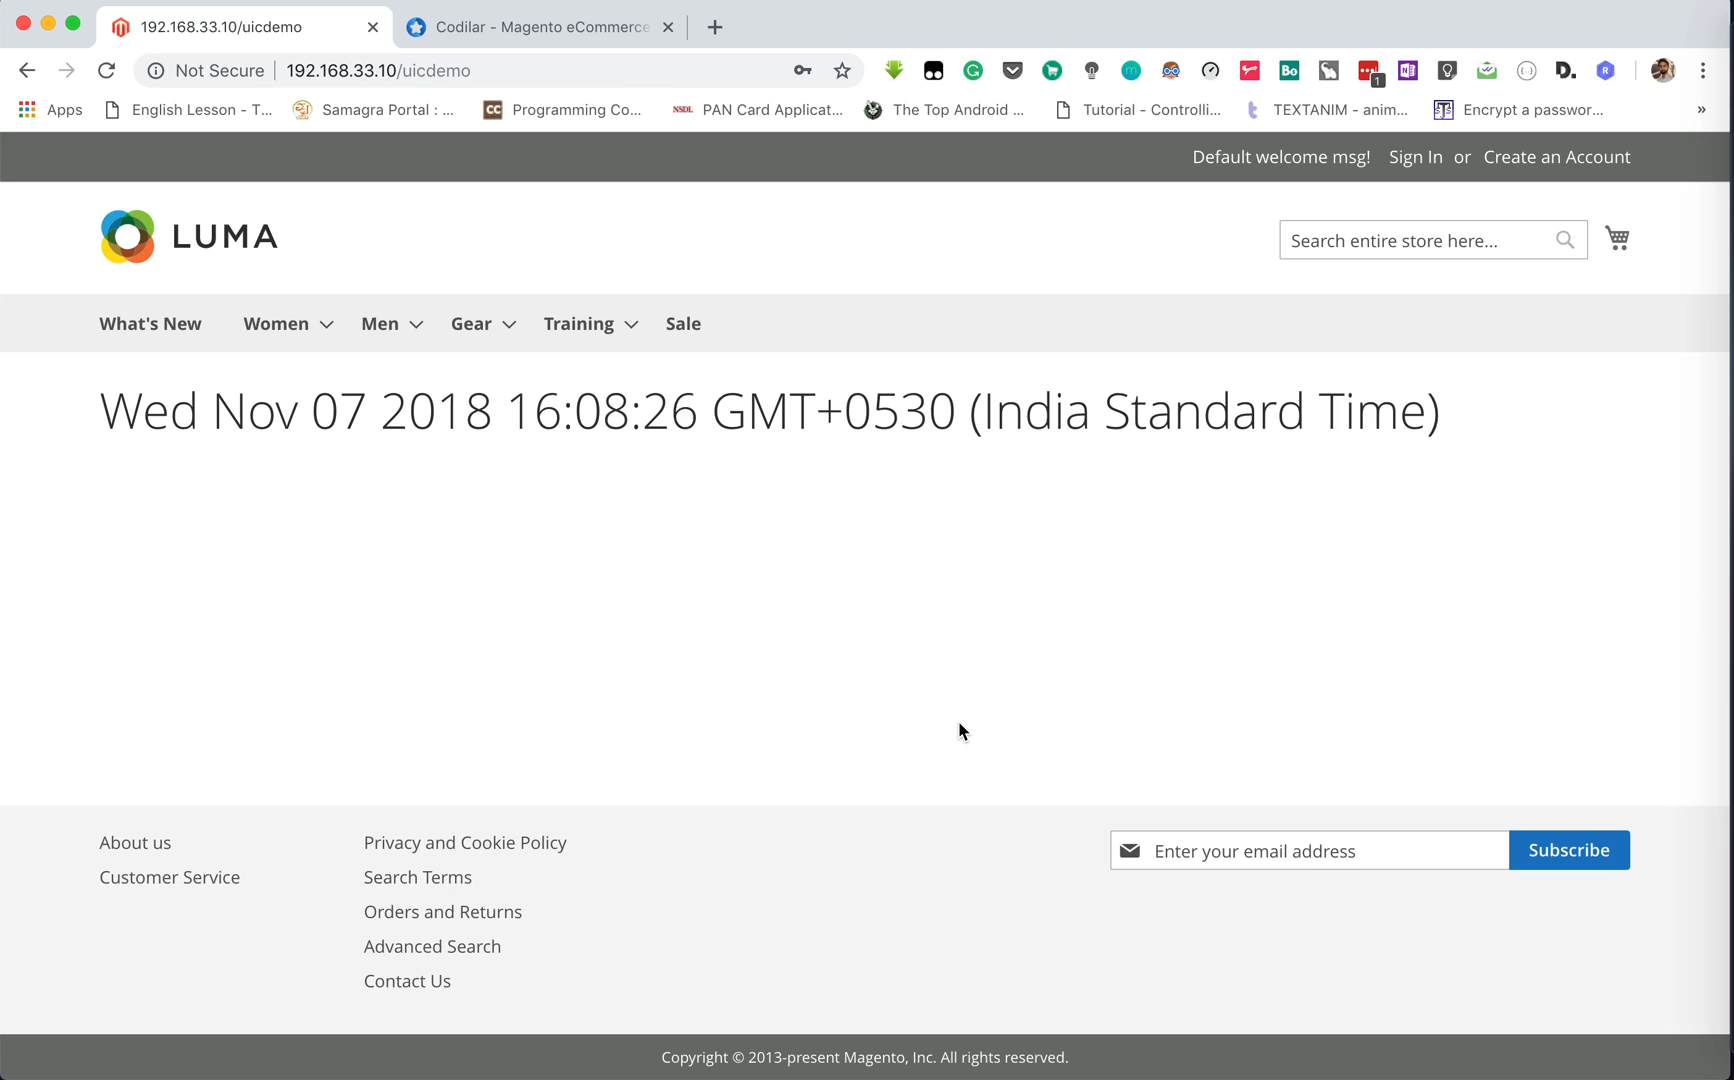 192.168.33.10/uicdemo
Codilar - Magento eCommerce
Not Secure
192.168.33.10/uicdemo
Bo
1
D.
R
Apps
English Lesson - T...
Samagra Portal : ...
CC
Programming Co...
NSDL
PAN Card Applicat...
The Top Android ...
Tutorial - Controlli...
t
TEXTANIM - anim...
Encrypt a passwor...
»
Default welcome msg!
Sign In
or
Create an Account
LUMA
Search entire store here...
What's New
Women
Men
Gear
Training
Sale
Wed Nov 07 2018 16:08:26 GMT+0530 (India Standard Time)
About us
Customer Service
Privacy and Cookie Policy
Search Terms
Orders and Returns
Advanced Search
Contact Us
Enter your email address
Subscribe
Copyright © 2013-present Magento, Inc. All rights reserved.